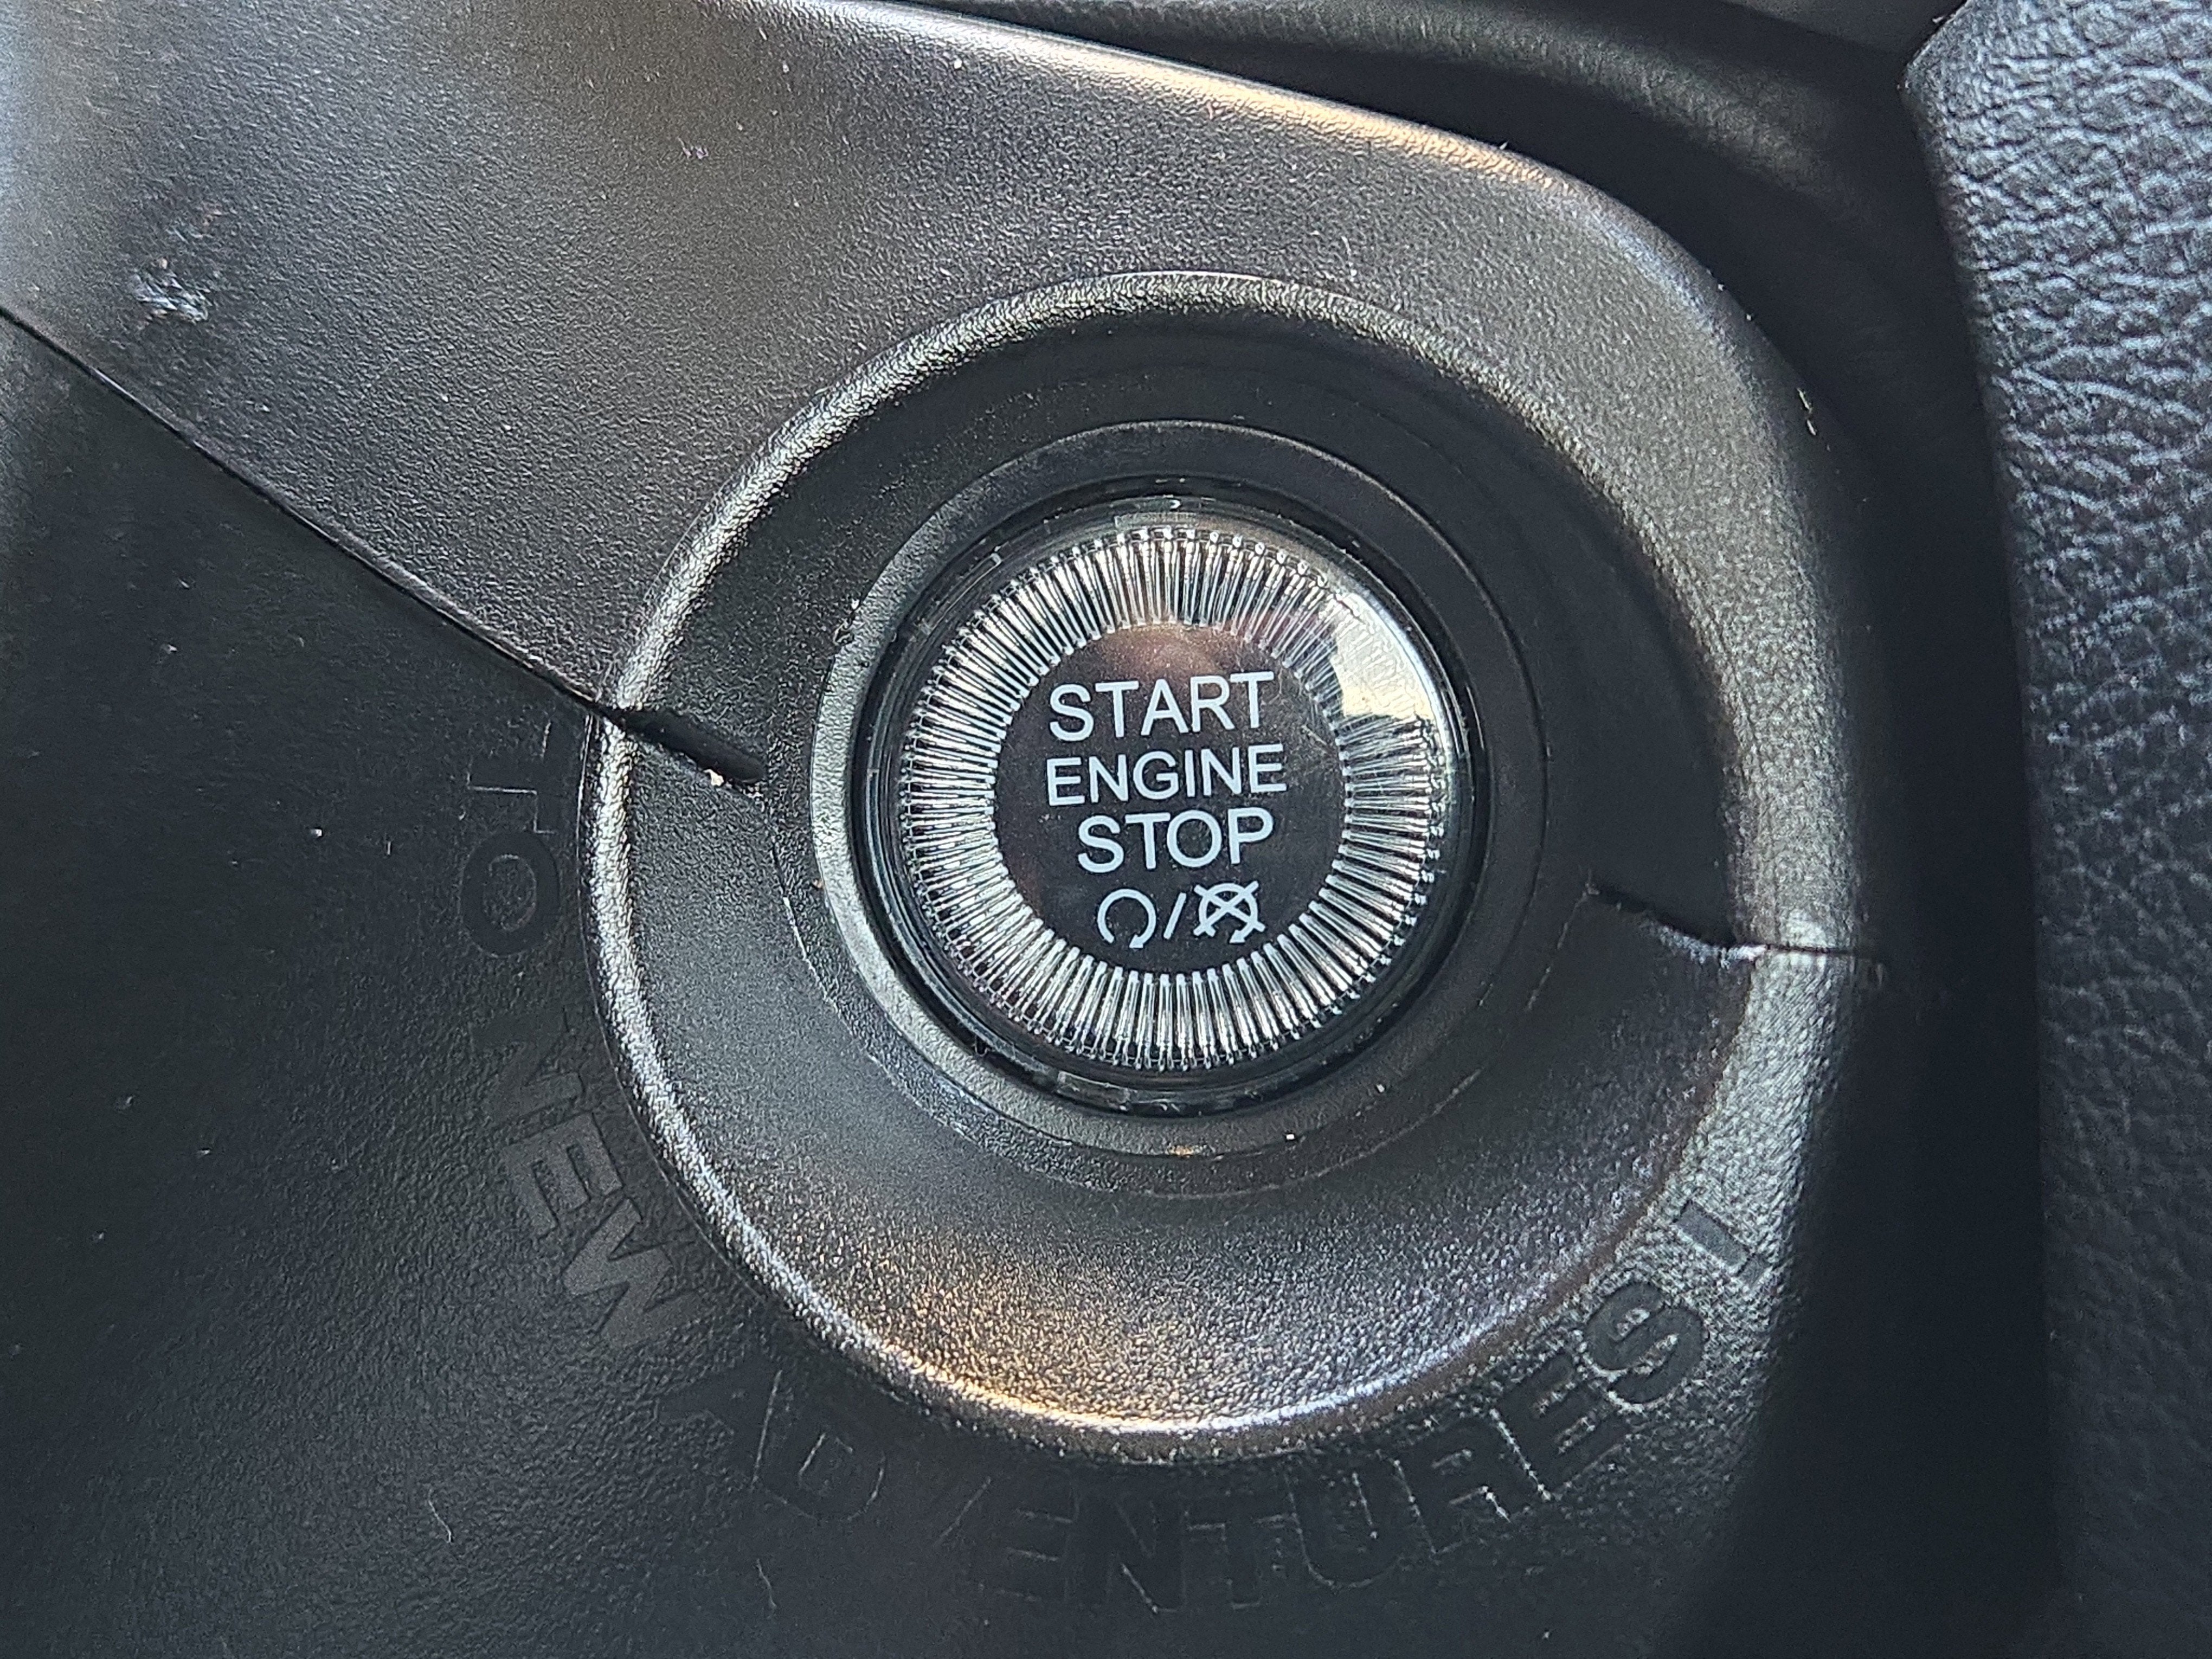 START
ENGINE
STOP
/
TO NEW ADVENTURES !